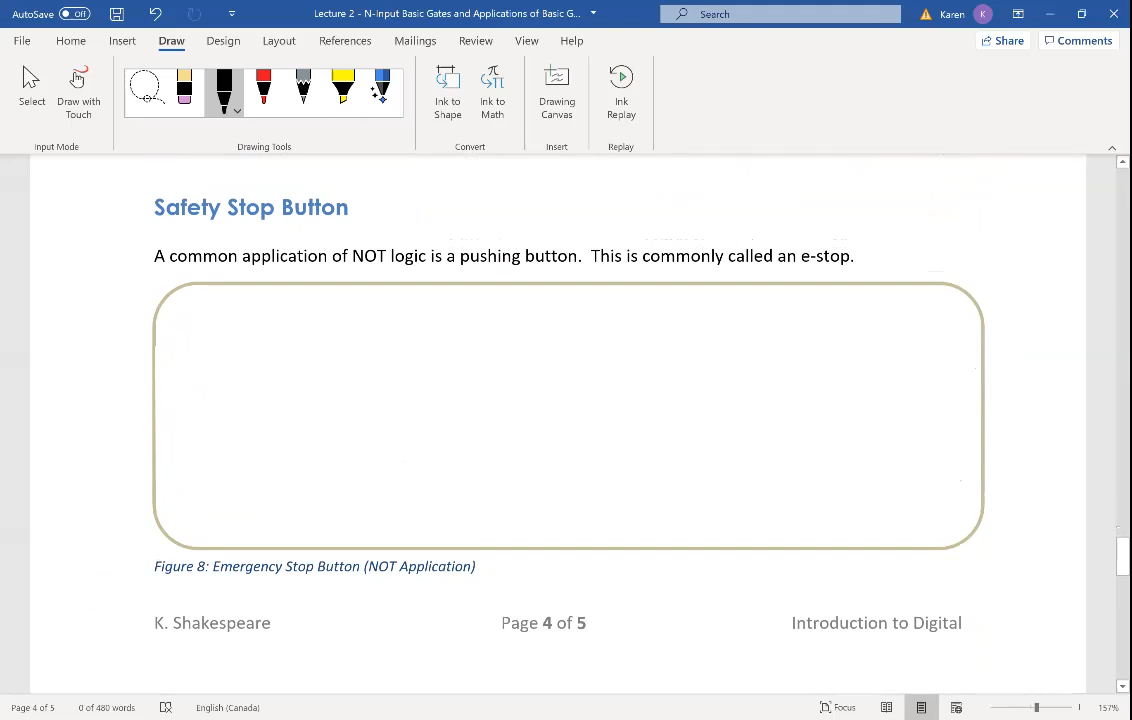 AutoSave Off Lecture 2 - N-Input Basic Gates and Applications of Basic G... Search Karen K
File Home Insert Draw Design Layout References Mailings Review View Help Share Comments
Select Draw with Touch Ink to Shape Ink to Math Drawing Canvas Ink Replay
Input Mode Drawing Tools Convert Insert Replay
Safety Stop Button
A common application of NOT logic is a pushing button. This is commonly called an e-stop.
Figure 8: Emergency Stop Button (NOT Application)
K. Shakespeare Page 4 of 5 Introduction to Digital
Page 4 of 5 0 of 480 words English (Canada) Focus 157%